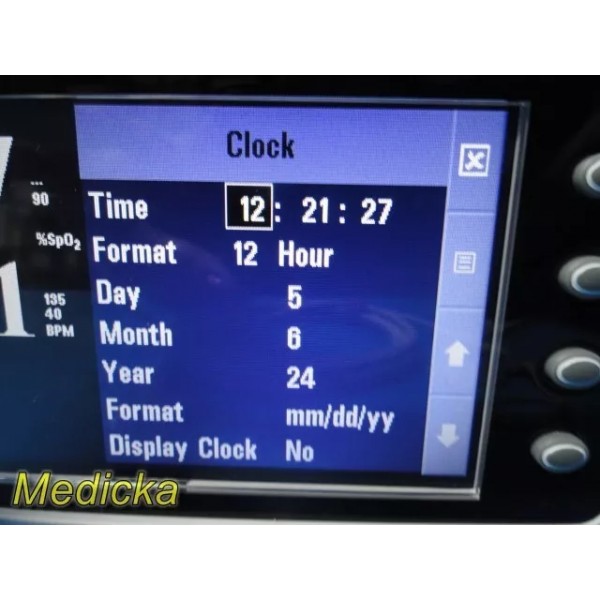 Clock
Time 12 : 21 : 27
Format 12 Hour
Day 5
Month 6
Year 24
Format mm/dd/yy
Display Clock No
---
90
%SpO2
135
40
BPM
Medicka